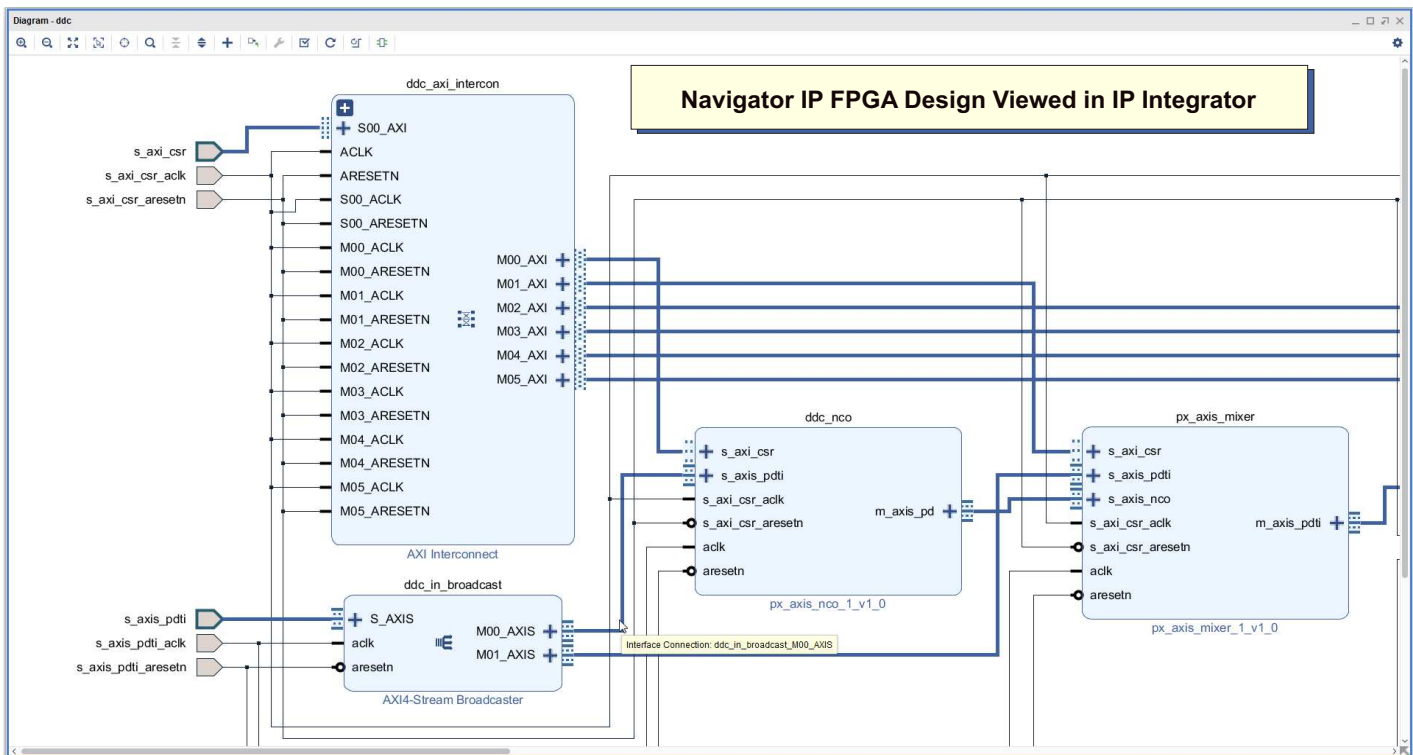 Diagram - ddc
Navigator IP FPGA Design Viewed in IP Integrator
ddc_axi_intercon
s_axi_csr
s_axi_csr_aclk
s_axi_csr_aresetn
S00_AXI
ACLK
ARESETN
S00_ACLK
S00_ARESETN
M00_ACLK
M00_ARESETN
M01_ACLK
M01_ARESETN
M02_ACLK
M02_ARESETN
M03_ACLK
M03_ARESETN
M04_ACLK
M04_ARESETN
M05_ACLK
M05_ARESETN
M00_AXI
M01_AXI
M02_AXI
M03_AXI
M04_AXI
M05_AXI
AXI Interconnect
ddc_nco
s_axi_csr
s_axis_pdti
s_axi_csr_aclk
s_axi_csr_aresetn
aclk
aresetn
m_axis_pd
px_axis_nco_1_v1_0
px_axis_mixer
s_axi_csr
s_axis_pdti
s_axis_nco
s_axi_csr_aclk
s_axi_csr_aresetn
aclk
aresetn
m_axis_pdti
px_axis_mixer_1_v1_0
ddc_in_broadcast
s_axis_pdti
s_axis_pdti_aclk
s_axis_pdti_aresetn
S_AXIS
aclk
aresetn
M00_AXIS
M01_AXIS
AXI4-Stream Broadcaster
Interface Connection: ddc_in_broadcast_M00_AXIS